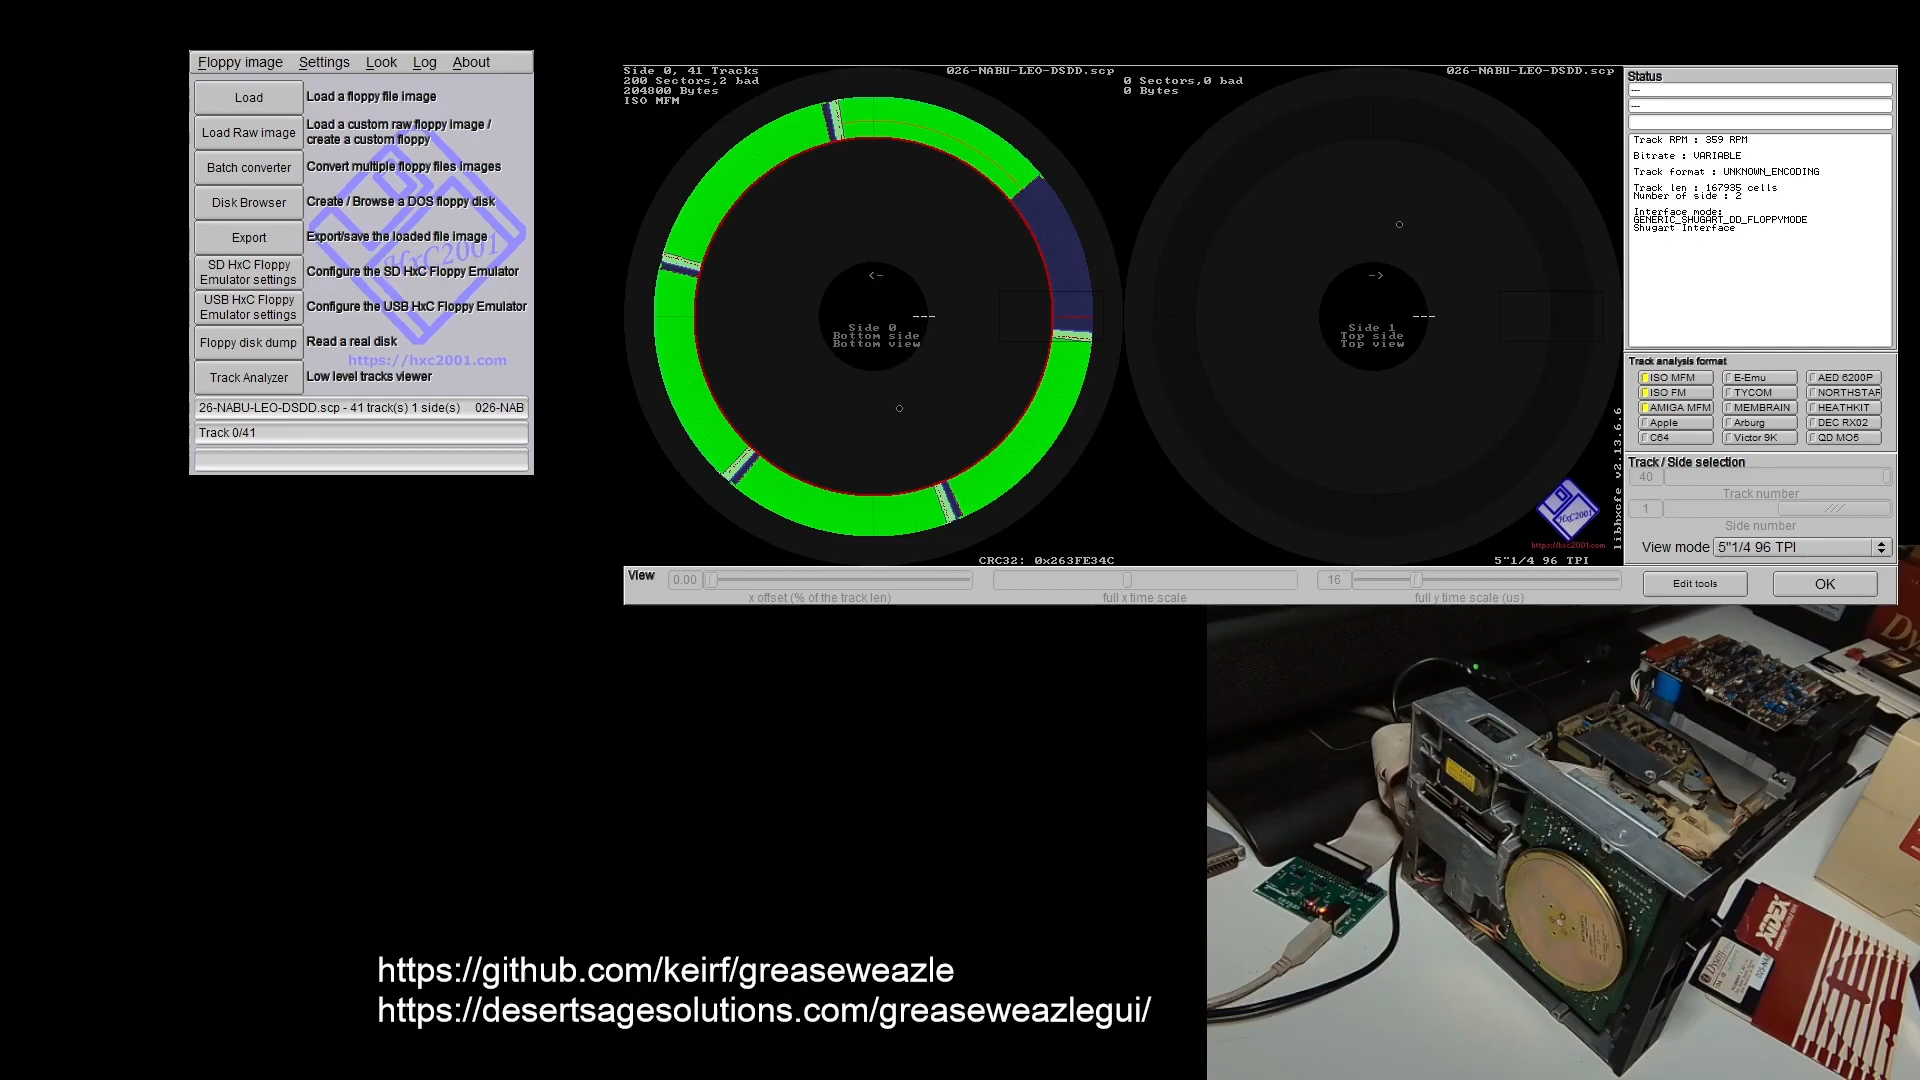 Floppy image Settings Look Log About
Load
Load a floppy file image
Load Raw image
Load a custom raw floppy image /
create a custom floppy
Batch converter
Convert multiple floppy files images
Disk Browser
Create / Browse a DOS floppy disk
Export
Export/save the loaded file image
HxC2001
SD HxC Floppy
Emulator settings
Configure the SD HxC Floppy Emulator
USB HxC Floppy
Emulator settings
Configure the USB HxC Floppy Emulator
Floppy disk dump
Read a real disk
https://hxc2001.com
Track Analyzer
Low level tracks viewer
26-NABU-LEO-DSDD.scp - 41 track(s) 1 side(s) 026-NAB
Track 0/41
Side 0, 41 Tracks
200 Sectors,2 bad
204800 Bytes
ISO MFM
026-NABU-LEO-DSDD.scp
<-
---
Side 0
Bottom side
Bottom view
CRC32: 0x263FE34C
0 Sectors,0 bad
0 Bytes
026-NABU-LEO-DSDD.scp
->
---
Side 1
Top side
Top view
HxC2001
https://hxc2001.com
5"1/4 96 TPI
libhxcfe v2.13.6.6
Status
---
---
Track RPM : 359 RPM
Bitrate : VARIABLE
Track format : UNKNOWN_ENCODING
Track len : 167935 cells
Number of side : 2
Interface mode:
GENERIC_SHUGART_DD_FLOPPYMODE
Shugart Interface
Track analysis format
ISO MFM E-Emu AED 6200P
ISO FM TYCOM NORTHSTAR
AMIGA MFM MEMBRAIN HEATHKIT
Apple Arburg DEC RX02
C64 Victor 9K QD MO5
Track / Side selection
40
Track number
1
Side number
View mode 5"1/4 96 TPI
View
0.00
x offset (% of the track len)
full x time scale
16
full y time scale (us)
Edit tools
OK
XIDEX
Dysan
https://github.com/keirf/greaseweazle
https://desertsagesolutions.com/greaseweazlegui/